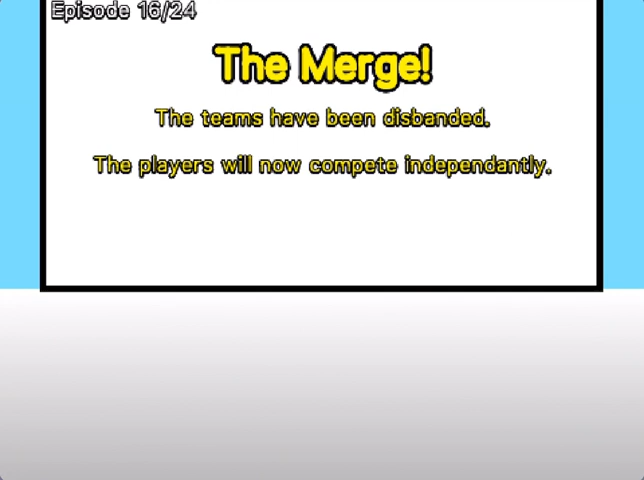 Episode 16/24
The Merge!
The teams have been disbanded.
The players will now compete independantly.